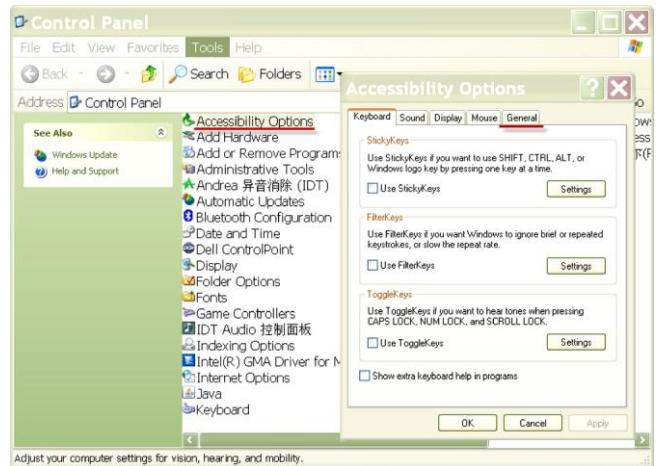 Control Panel
File Edit View Favorites Tools Help
Back Search Folders
Address Control Panel
See Also
Windows Update
Help and Support
Accessibility Options
Add Hardware
Add or Remove Program
Administrative Tools
Andrea 异音消除 (IDT)
Automatic Updates
Bluetooth Configuration
Date and Time
Dell ControlPoint
Display
Folder Options
Fonts
Game Controllers
IDT Audio 控制面板
Indexing Options
Intel(R) GMA Driver for M
Internet Options
Java
Keyboard
Accessibility Options
Keyboard Sound Display Mouse General
StickyKeys
Use StickyKeys if you want to use SHIFT, CTRL, ALT, or
Windows logo key by pressing one key at a time.
Use StickyKeys Settings
FilterKeys
Use FilterKeys if you want Windows to ignore brief or repeated
keystrokes, or slow the repeat rate.
Use FilterKeys Settings
ToggleKeys
Use ToggleKeys if you want to hear tones when pressing
CAPS LOCK, NUM LOCK, and SCROLL LOCK.
Use ToggleKeys Settings
Show extra keyboard help in programs
OK Cancel Apply
Adjust your computer settings for vision, hearing, and mobility.